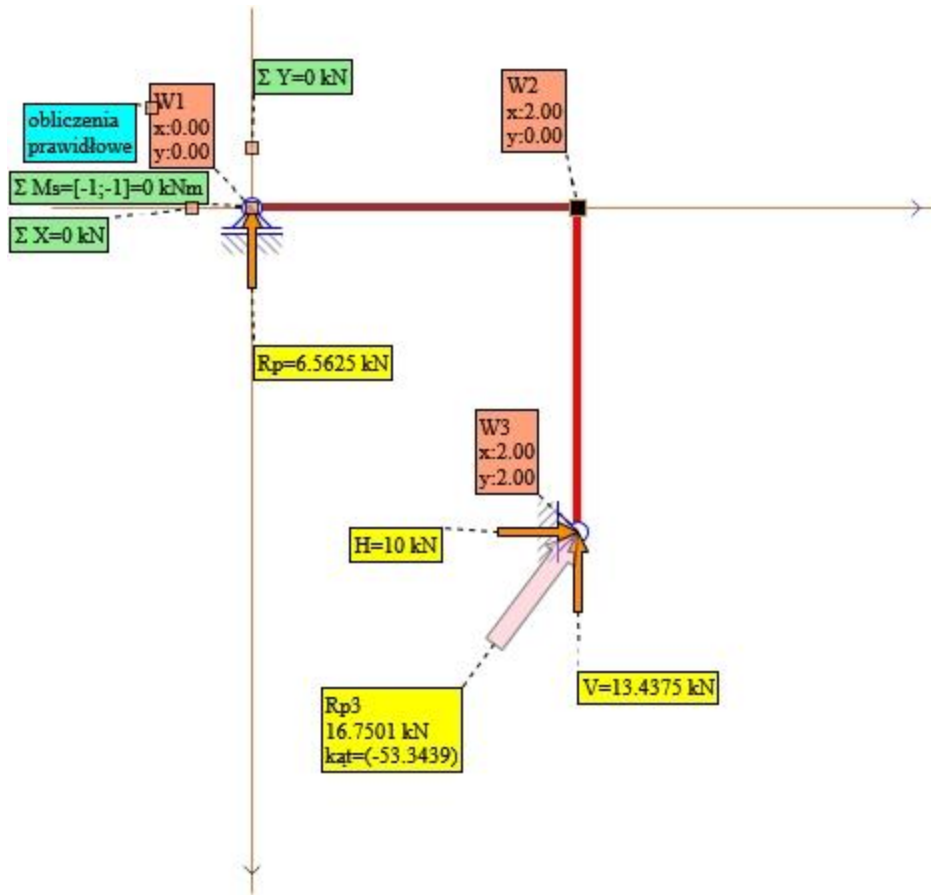 Σ Y=0 kN
W2
x:2.00
y:0.00
W1
x:0.00
y:0.00
obliczenia
prawidłowe
Σ Ms=[-1;-1]=0 kNm
Σ X=0 kN
Rp=6.5625 kN
W3
x:2.00
y:2.00
H=10 kN
V=13.4375 kN
Rp3
16.7501 kN
kąt=(-53.3439)